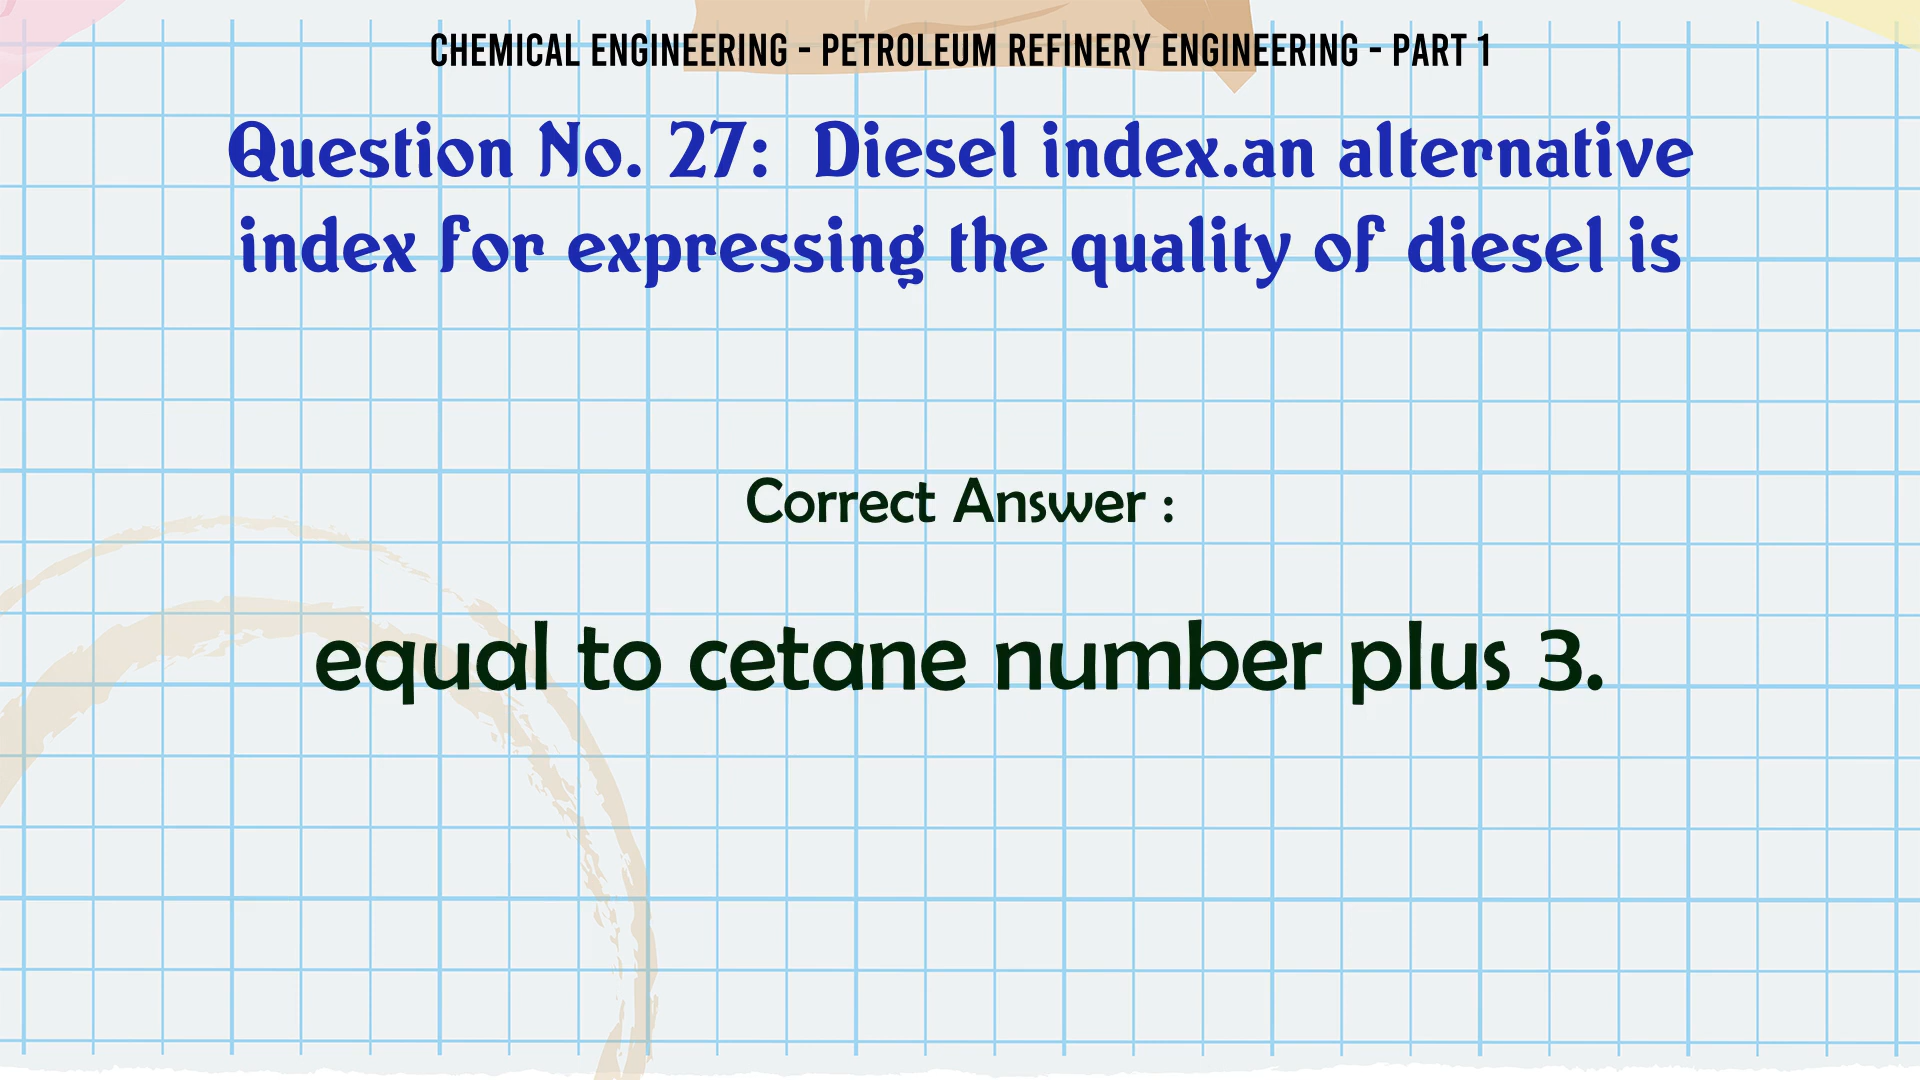 CHEMICAL ENGINEERING - PETROLEUM REFINERY ENGINEERING - PART 1
Question No. 27: Diesel index.an alternative
index for expressing the quality of diesel is
Correct Answer :
equal to cetane number plus 3.